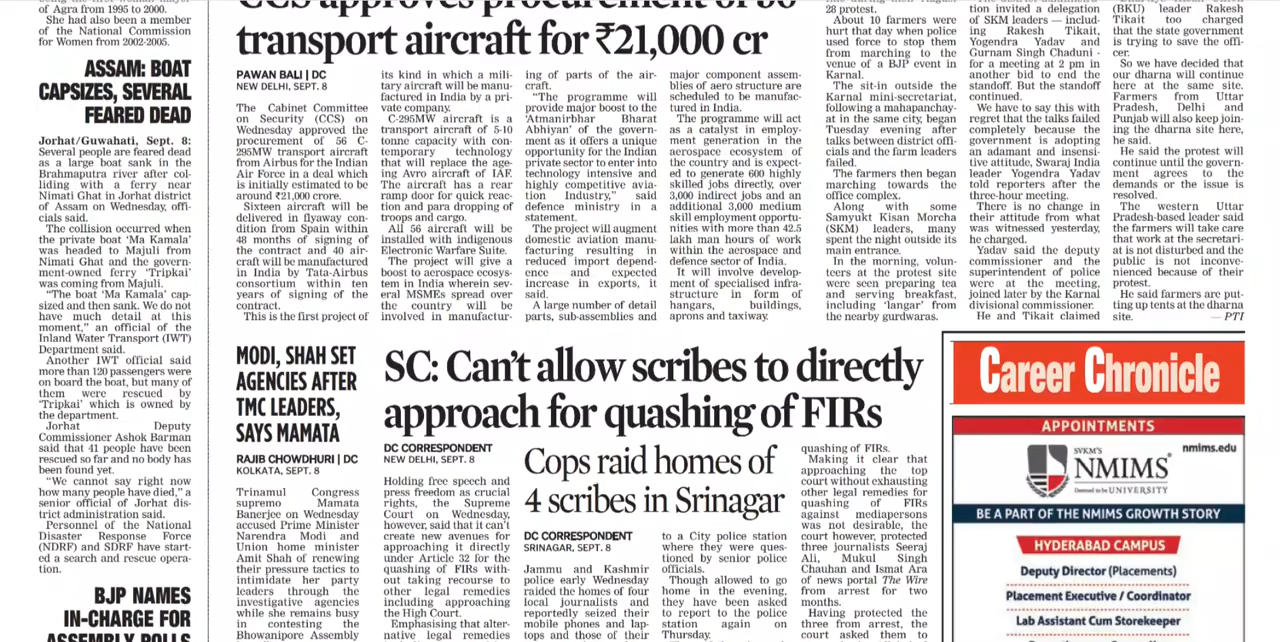 of Agra from 1995 to 2000.
She had also been a member
of the National Commission
for Women from 2002-2005.
ASSAM: BOAT
CAPSIZES, SEVERAL
FEARED DEAD
Jorhat/Guwahati, Sept. 8:
Several people are feared dead
as a large boat sank in the
Brahmaputra river after col-
liding with a ferry near
Nimati Ghat in Jorhat district
of Assam on Wednesday, offi-
cials said.
The collision occurred when
the private boat ‘Ma Kamala’
was headed to Majuli from
Nimati Ghat and the govern-
ment-owned ferry ‘Tripkai’
was coming from Majuli.
“The boat ‘Ma Kamala’ cap-
sized and then sank. We do not
have much detail at this
moment,” an official of the
Inland Water Transport (IWT)
Department said.
Another IWT official said
more than 120 passengers were
on board the boat, but many of
them were rescued by
‘Tripkai’ which is owned by
the department.
Jorhat Deputy
Commissioner Ashok Barman
said that 41 people have been
rescued so far and no body has
been found yet.
“We cannot say right now
how many people have died,” a
senior official of Jorhat dis-
trict administration said.
Personnel of the National
Disaster Response Force
(NDRF) and SDRF have start-
ed a search and rescue opera-
tion.
BJP NAMES
IN-CHARGE FOR
ASSEMBLY POLLS
CCS approves procurement of 56
transport aircraft for ₹21,000 cr
PAWAN BALI | DC
NEW DELHI, SEPT. 8
The Cabinet Committee
on Security (CCS) on
Wednesday approved the
procurement of 56 C-
295MW transport aircraft
from Airbus for the Indian
Air Force in a deal which
is initially estimated to be
around ₹21,000 crore.
Sixteen aircraft will be
delivered in flyaway con-
dition from Spain within
48 months of signing of
the contract and 40 air-
craft will be manufactured
in India by Tata-Airbus
consortium within ten
years of signing of the
contract.
This is the first project of
its kind in which a mili-
tary aircraft will be manu-
factured in India by a pri-
vate company.
C-295MW aircraft is a
transport aircraft of 5-10
tonne capacity with con-
temporary technology
that will replace the age-
ing Avro aircraft of IAF.
The aircraft has a rear
ramp door for quick reac-
tion and para dropping of
troops and cargo.
All 56 aircraft will be
installed with indigenous
Electronic Warfare Suite.
The project will give a
boost to aerospace ecosys-
tem in India wherein sev-
eral MSMEs spread over
the country will be
involved in manufactur-
ing of parts of the air-
craft.
“The programme will
provide major boost to the
‘Atmanirbhar Bharat
Abhiyan’ of the govern-
ment as it offers a unique
opportunity for the Indian
private sector to enter into
technology intensive and
highly competitive avia-
tion Industry,” said
defence ministry in a
statement.
The project will augment
domestic aviation manu-
facturing resulting in
reduced import depend-
ence and expected
increase in exports, it
said.
A large number of detail
parts, sub-assemblies and
major component assem-
blies of aero structure are
scheduled to be manufac-
tured in India.
The programme will act
as a catalyst in employ-
ment generation in the
aerospace ecosystem of
the country and is expect-
ed to generate 600 highly
skilled jobs directly, over
3,000 indirect jobs and an
additional 3,000 medium
skill employment opportu-
nities with more than 42.5
lakh man hours of work
within the aerospace and
defence sector of India.
It will involve develop-
ment of specialised infra-
structure in form of
hangars, buildings,
aprons and taxiway.
28 protest.
About 10 farmers were
hurt that day when police
used force to stop them
from marching to the
venue of a BJP event in
Karnal.
The sit-in outside the
Karnal mini-secretariat,
following a mahapanchay-
at in the same city, began
Tuesday evening after
talks between district offi-
cials and the farm leaders
failed.
The farmers then began
marching towards the
office complex.
Along with some
Samyukt Kisan Morcha
(SKM) leaders, many
spent the night outside its
main entrance.
In the morning, volun-
teers at the protest site
were seen preparing tea
and serving breakfast,
including ‘langar’ from
the nearby gurdwaras.
tion invited a delegation
of SKM leaders — includ-
ing Rakesh Tikait,
Yogendra Yadav and
Gurnam Singh Chaduni -
for a meeting at 2 pm in
another bid to end the
standoff. But the standoff
continued.
We have to say this with
regret that the talks failed
completely because the
government is adopting
an adamant and insensi-
tive attitude, Swaraj India
leader Yogendra Yadav
told reporters after the
three-hour meeting.
There is no change in
their attitude from what
was witnessed yesterday,
he charged.
Yadav said the deputy
commissioner and the
superintendent of police
were at the meeting,
joined later by the Karnal
divisional commissioner.
He and Tikait claimed
(BKU) leader Rakesh
Tikait too charged
that the state government
is trying to save the offi-
cer.
So we have decided that
our dharna will continue
here at the same site.
Farmers from Uttar
Pradesh, Delhi and
Punjab will also keep join-
ing the dharna site here,
he said.
He said the protest will
continue until the govern-
ment agrees to the
demands or the issue is
resolved.
The western Uttar
Pradesh-based leader said
the farmers will take care
that work at the secretari-
at is not disturbed and the
public is not inconve-
nienced because of their
protest.
He said farmers are put-
ting up tents at the dharna
site. — PTI
MODI, SHAH SET
AGENCIES AFTER
TMC LEADERS,
SAYS MAMATA
RAJIB CHOWDHURI | DC
KOLKATA, SEPT. 8
Trinamul Congress
supremo Mamata
Banerjee on Wednesday
accused Prime Minister
Narendra Modi and
Union home minister
Amit Shah of renewing
their pressure tactics to
intimidate her party
leaders through the
investigative agencies
while she remains busy
in contesting the
Bhowanipore Assembly
SC: Can’t allow scribes to directly
approach for quashing of FIRs
DC CORRESPONDENT
NEW DELHI, SEPT. 8
Holding free speech and
press freedom as crucial
rights, the Supreme
Court on Wednesday,
however, said that it can’t
create new avenues for
approaching it directly
under Article 32 for the
quashing of FIRs with-
out taking recourse to
other legal remedies
including approaching
the High Court.
Emphasising that alter-
native legal remedies
Cops raid homes of
4 scribes in Srinagar
DC CORRESPONDENT
SRINAGAR, SEPT. 8
Jammu and Kashmir
police early Wednesday
raided the homes of four
local journalists and
reportedly seized their
mobile phones and lap-
tops and those of their
to a City police station
where they were ques-
tioned by senior police
officials.
Though allowed to go
home in the evening,
they have been asked
to report to the police
station again on
Thursday.
quashing of FIRs.
Making it clear that
approaching the top
court without exhausting
other legal remedies for
quashing of FIRs
against mediapersons
was not desirable, the
court however, protected
three journalists Seeraj
Ali, Mukul Singh
Chauhan and Ismat Ara
of news portal The Wire
from arrest for two
months.
Having protected the
three from arrest, the
court asked them to
Career Chronicle
APPOINTMENTS
nmims.edu
SVKM'S
NMIMS
Deemed to be UNIVERSITY
BE A PART OF THE NMIMS GROWTH STORY
HYDERABAD CAMPUS
Deputy Director (Placements)
Placement Executive / Coordinator
Lab Assistant Cum Storekeeper